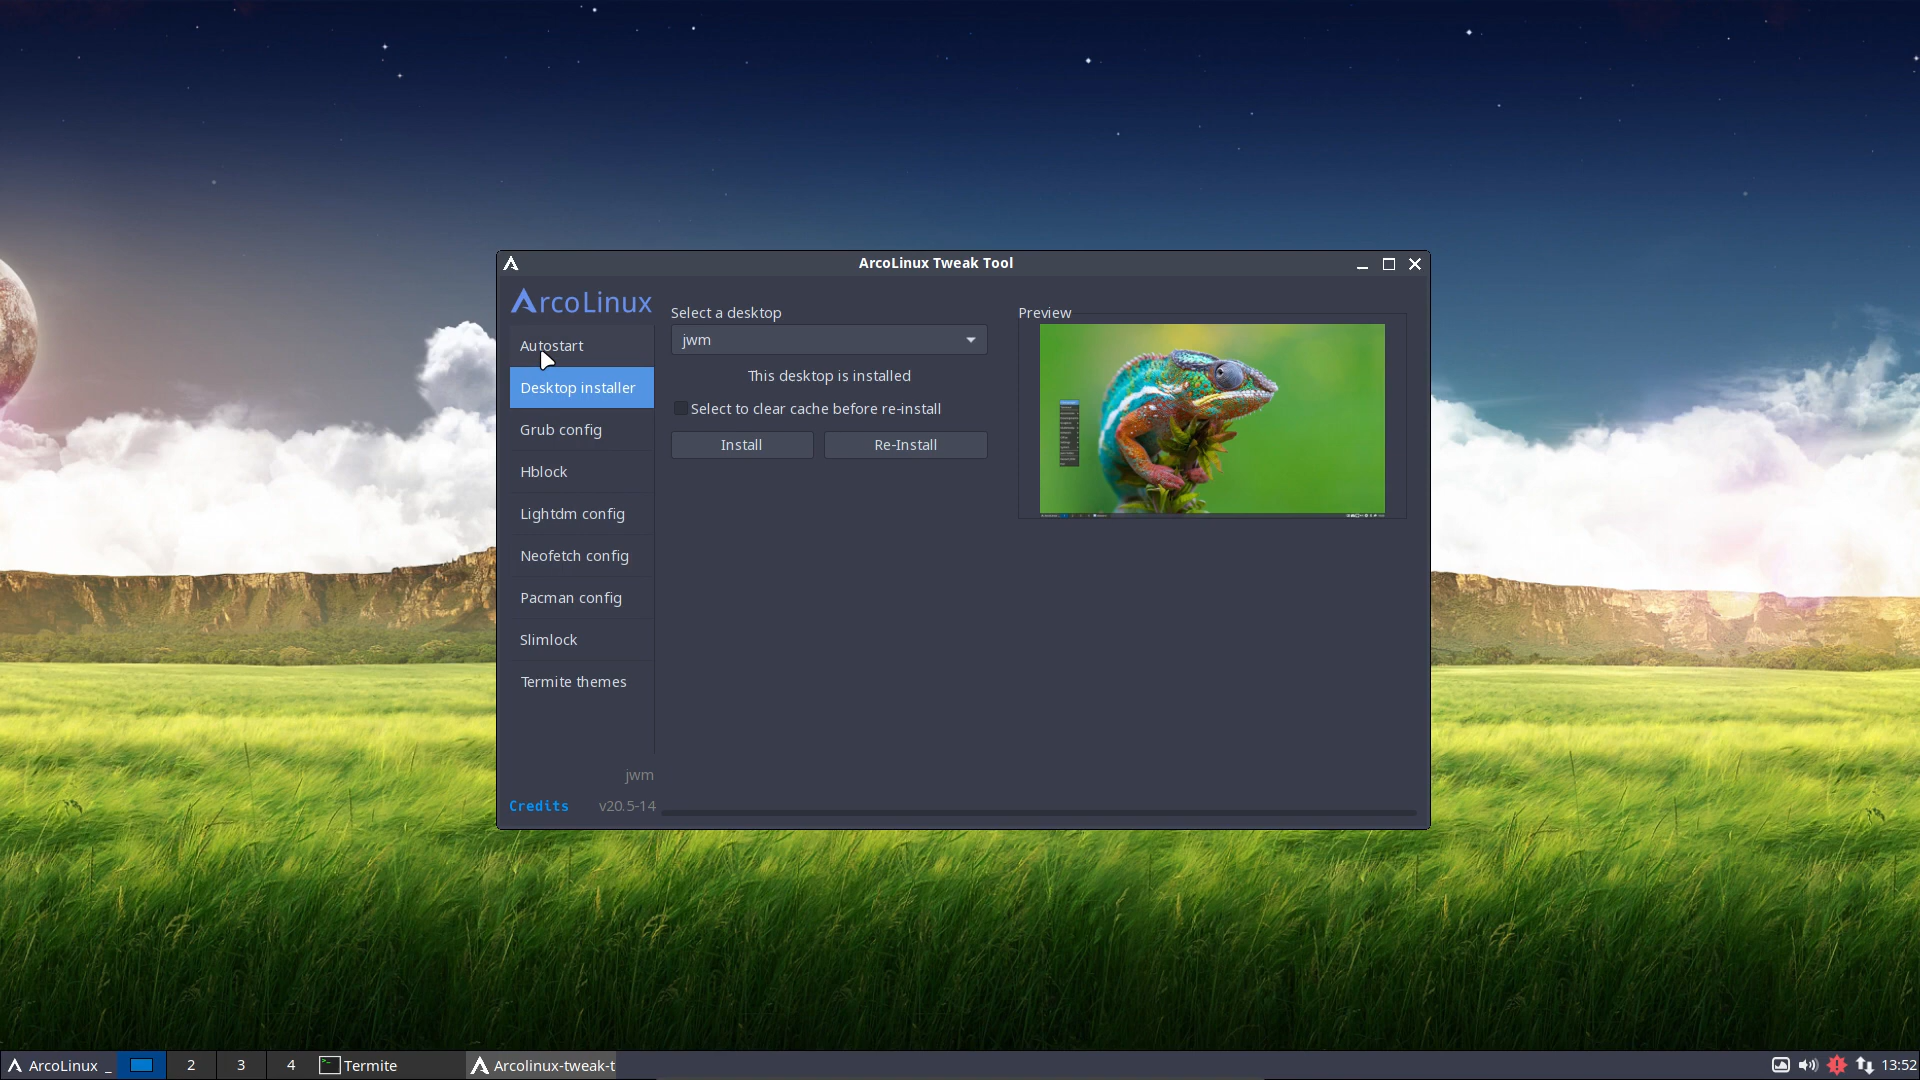 ArcoLinux Tweak Tool
ArcoLinux
Autostart
Desktop installer
Grub config
Hblock
Lightdm config
Neofetch config
Pacman config
Slimlock
Termite themes
jwm
Credits
v20.5-14
Select a desktop
jwm
This desktop is installed
Select to clear cache before re-install
Install
Re-Install
Preview
ArcoLinux _
2
3
4
Termite
Arcolinux-tweak-t
13:52